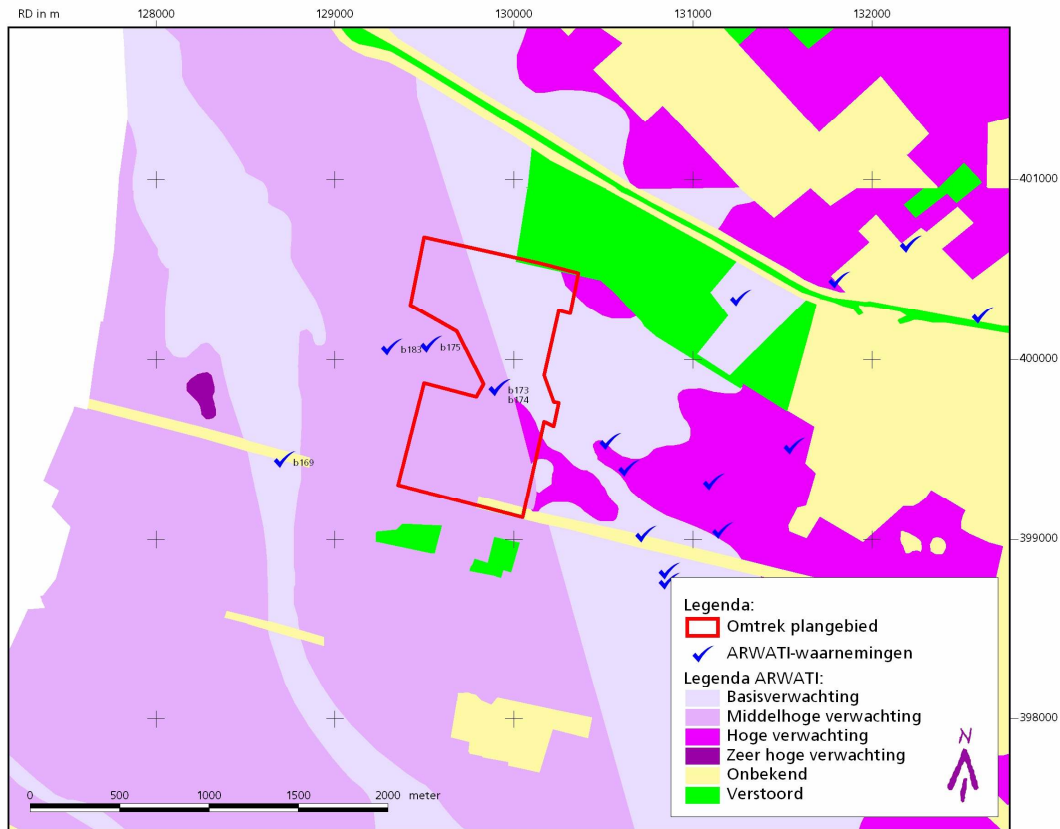 RD in m
128000 129000 130000 131000 132000
401000
400000
b183 b175
b173
b174
b169
399000
398000
Legenda:
Omtrek plangebied
ARWATI-waarnemingen
Legenda ARWATI:
Basisverwachting
Middelhoge verwachting
Hoge verwachting
Zeer hoge verwachting
Onbekend
Verstoord
N
0 500 1000 1500 2000 meter